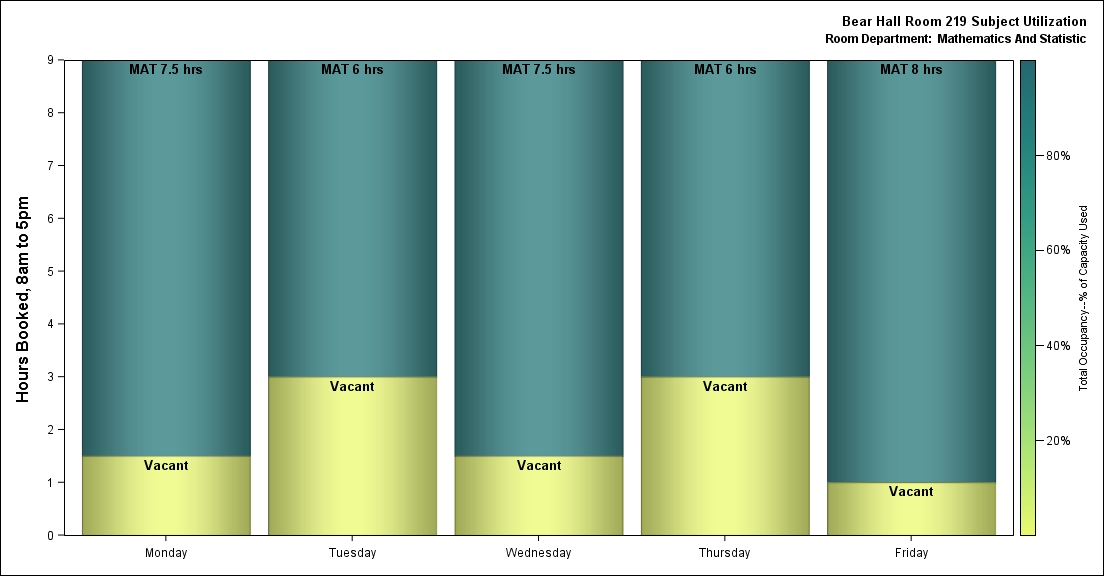 Bear Hall Room 219 Subject Utilization
Room Department: Mathematics And Statistic
Hours Booked, 8am to 5pm
9
8
7
6
5
4
3
2
1
0
MAT 7.5 hrs
MAT 6 hrs
MAT 7.5 hrs
MAT 6 hrs
MAT 8 hrs
Vacant
Vacant
Vacant
Vacant
Vacant
Monday
Tuesday
Wednesday
Thursday
Friday
80%
60%
40%
20%
Total Occupancy--% of Capacity Used